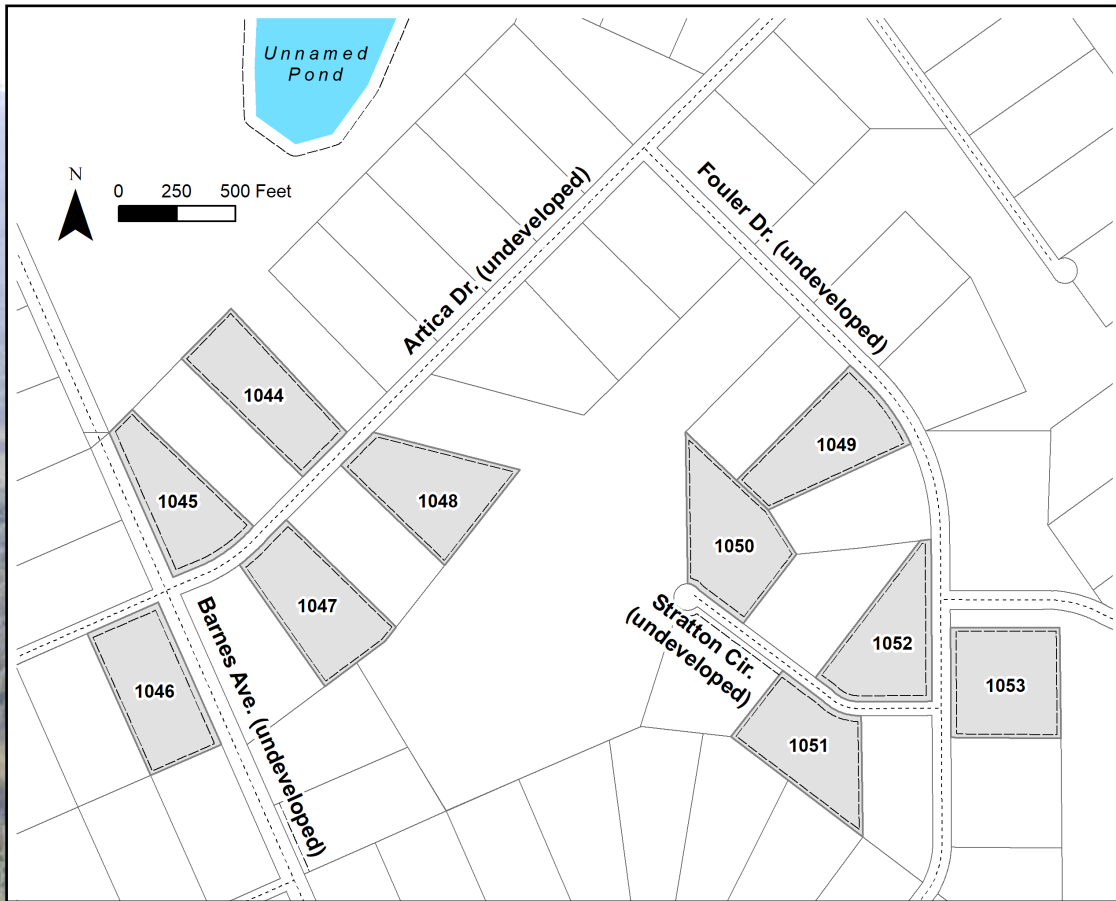 Unnamed
Pond
N
0 250 500 Feet
Artica Dr. (undeveloped)
Fouler Dr. (undeveloped)
1044
1045
1048
1049
1050
1047
1046
Barnes Ave. (undeveloped)
Stratton Cir.
(undeveloped)
1052
1053
1051